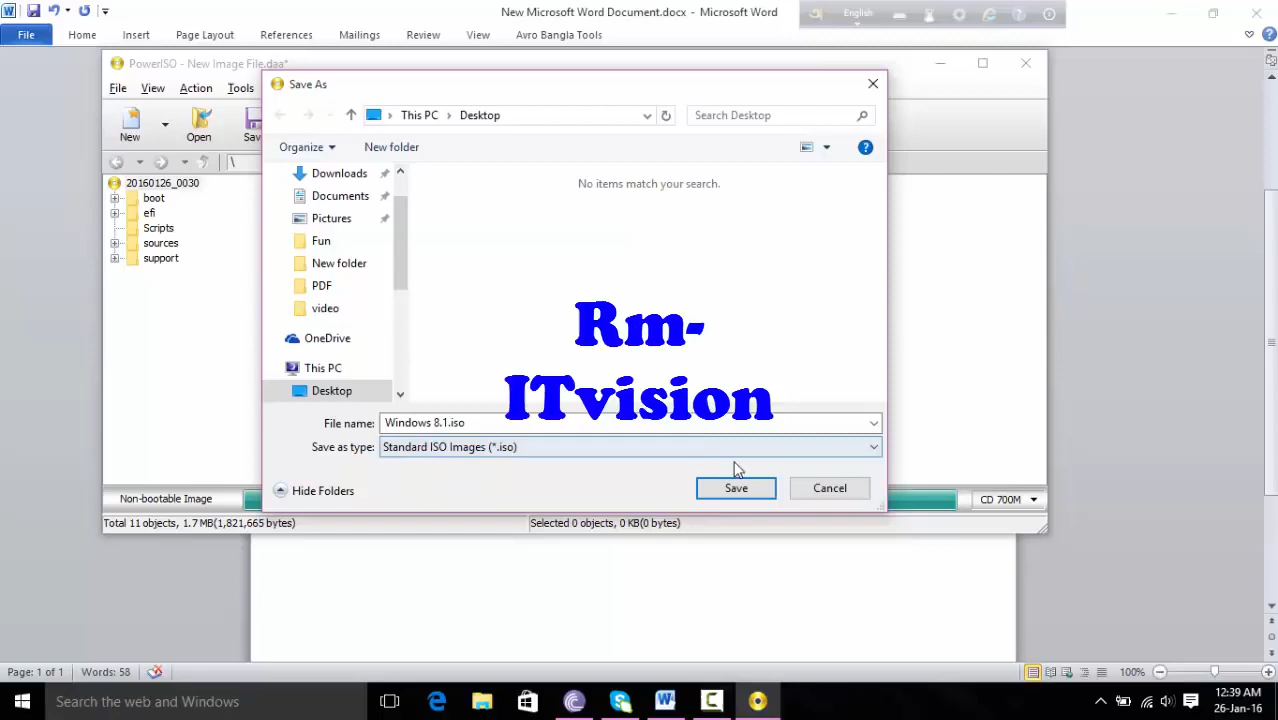 New Microsoft Word Document.docx - Microsoft Word
English
File Home Insert Page Layout References Mailings Review View Avro Bangla Tools
PowerISO - New Image File.daa*
File View Action Tools
New Open Sav
\
20160126_0030
boot
efi
Scripts
sources
support
Save As
This PC Desktop
Search Desktop
Organize New folder
Downloads
Documents
Pictures
Fun
New folder
PDF
video
OneDrive
This PC
Desktop
No items match your search.
Rm-
ITvision
File name: Windows 8.1.iso
Save as type: Standard ISO Images (*.iso)
Hide Folders Save Cancel
Non-bootable Image CD 700M
Total 11 objects, 1.7 MB(1,821,665 bytes) Selected 0 objects, 0 KB(0 bytes)
Page: 1 of 1 Words: 58 100%
Search the web and Windows
12:39 AM
26-Jan-16